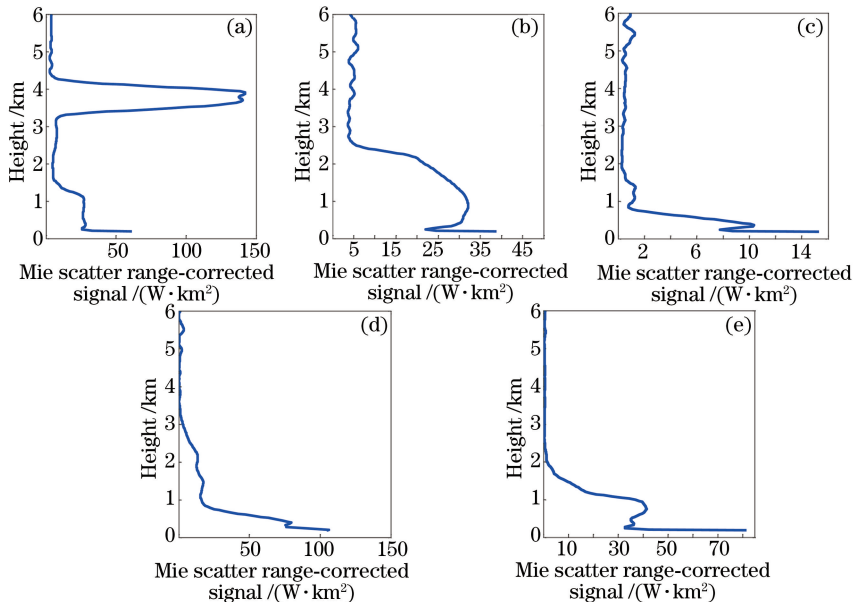 (a)
6
5
4
3
2
1
0
Height /km
50
100
150
Mie scatter range-corrected
signal /(W·km²)
(b)
6
5
4
3
2
1
0
Height /km
5
15
25
35
45
Mie scatter range-corrected
signal /(W·km²)
(c)
6
5
4
3
2
1
0
Height /km
2
6
10
14
Mie scatter range-corrected
signal /(W·km²)
(d)
6
5
4
3
2
1
0
Height /km
50
100
150
Mie scatter range-corrected
signal /(W·km²)
(e)
6
5
4
3
2
1
0
Height /km
10
30
50
70
Mie scatter range-corrected
signal /(W·km²)